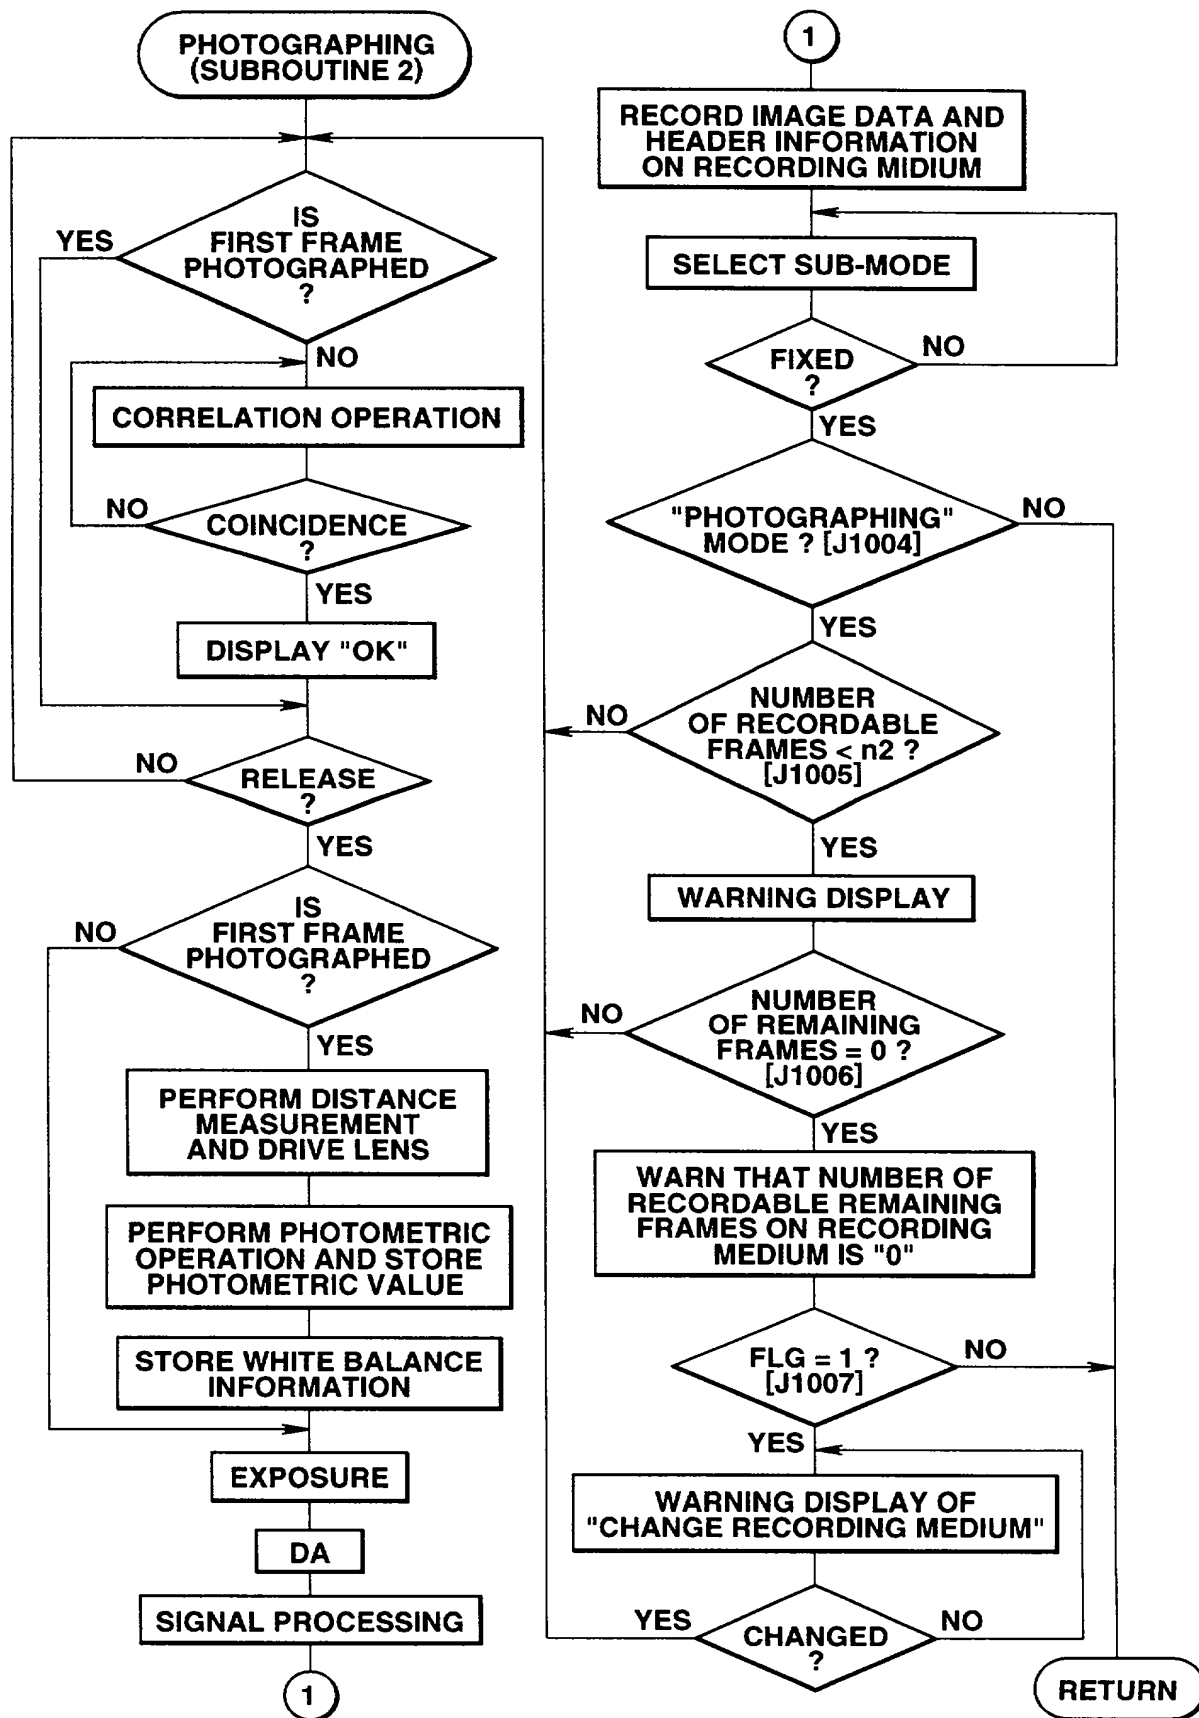 PHOTOGRAPHING
(SUBROUTINE 2)
IS
FIRST FRAME
PHOTOGRAPHED
?
YES
NO
CORRELATION OPERATION
COINCIDENCE
?
NO
YES
DISPLAY "OK"
RELEASE
?
NO
YES
IS
FIRST FRAME
PHOTOGRAPHED
?
NO
YES
PERFORM DISTANCE
MEASUREMENT
AND DRIVE LENS
PERFORM PHOTOMETRIC
OPERATION AND STORE
PHOTOMETRIC VALUE
STORE WHITE BALANCE
INFORMATION
EXPOSURE
DA
SIGNAL PROCESSING
1
1
RECORD IMAGE DATA AND
HEADER INFORMATION
ON RECORDING MIDIUM
SELECT SUB-MODE
FIXED
?
NO
YES
"PHOTOGRAPHING"
MODE ? [J1004]
NO
YES
NUMBER
OF RECORDABLE
FRAMES < n2 ?
[J1005]
NO
YES
WARNING DISPLAY
NUMBER
OF REMAINING
FRAMES = 0 ?
[J1006]
NO
YES
WARN THAT NUMBER OF
RECORDABLE REMAINING
FRAMES ON RECORDING
MEDIUM IS "0"
FLG = 1 ?
[J1007]
NO
YES
WARNING DISPLAY OF
"CHANGE RECORDING MEDIUM"
CHANGED
?
YES
NO
RETURN